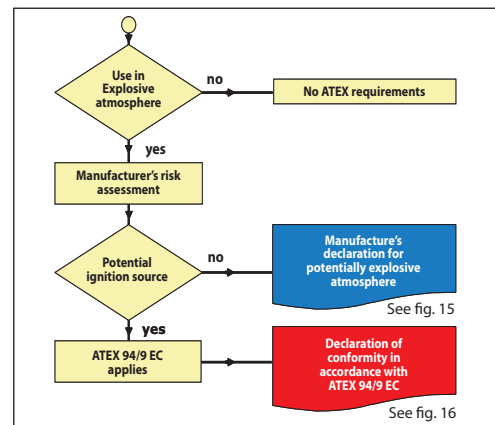 Use in
Explosive
atmosphere
no
No ATEX requirements
yes
Manufacturer's risk
assessment
Potential
ignition source
no
Manufacture's
declaration for
potentially explosive
atmosphere
See fig. 15
yes
ATEX 94/9 EC
applies
Declaration of
conformity in
accordance with
ATEX 94/9 EC
See fig. 16